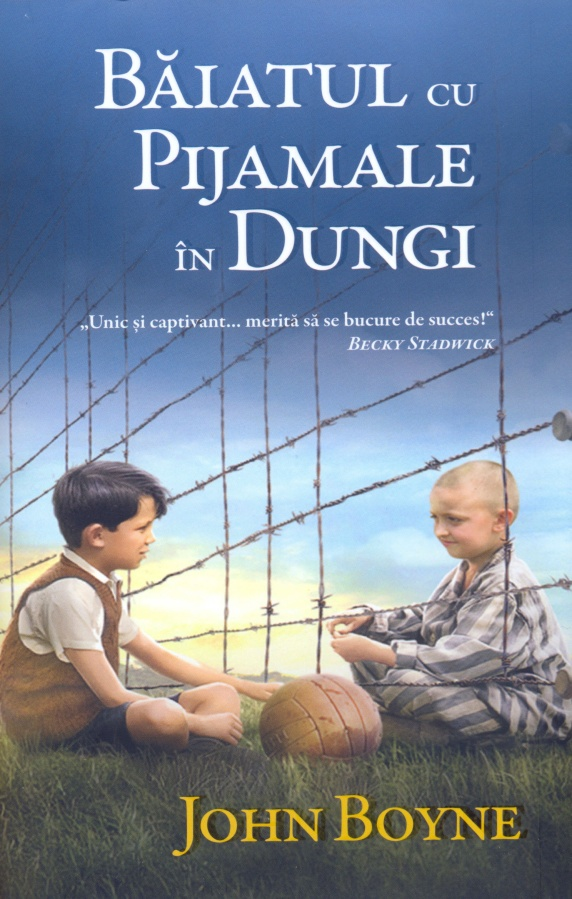 BĂIATUL CU
PIJAMALE
ÎN DUNGI
„Unic și captivant... merită să se bucure de succes!“
BECKY STADWICK
JOHN BOYNE